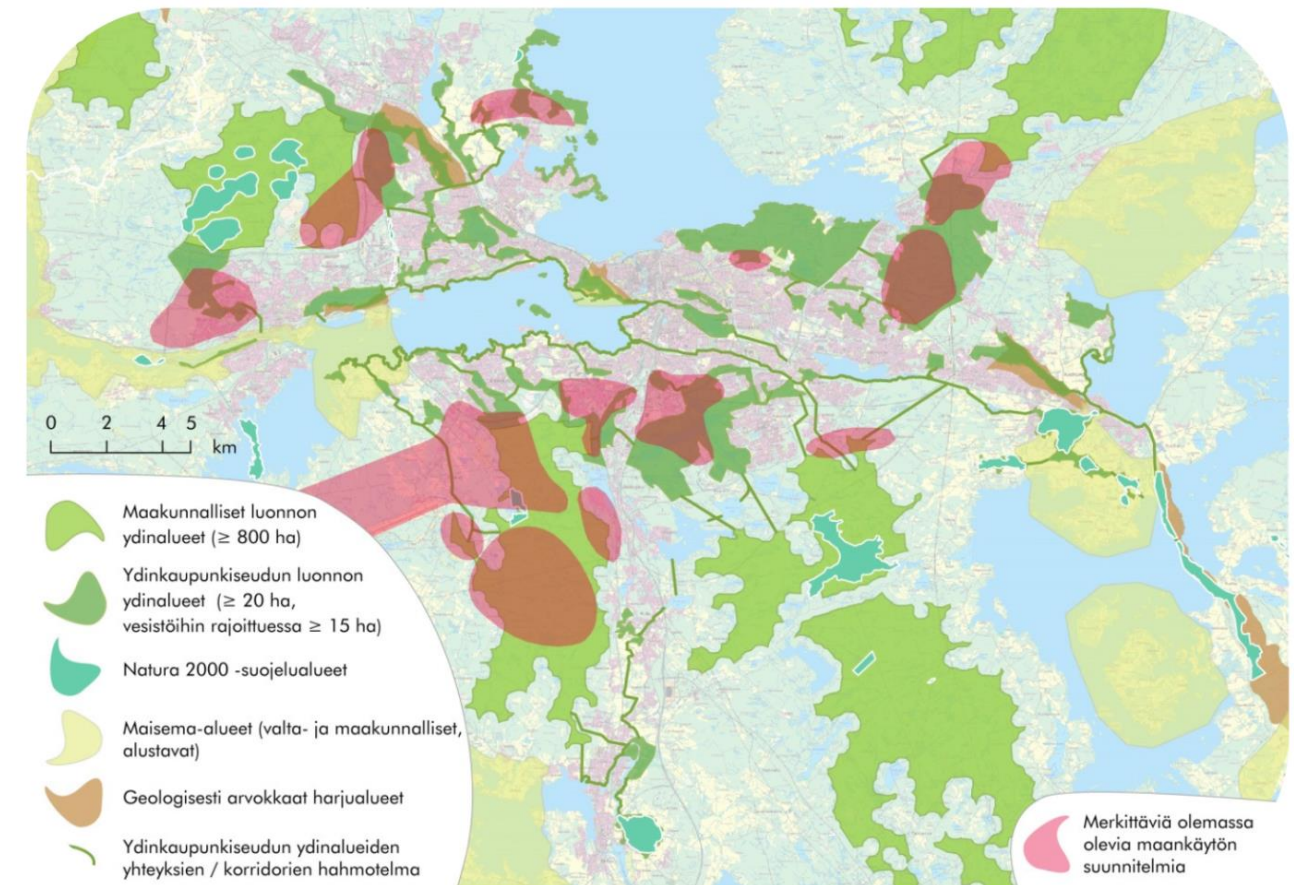 0 2 4 5
km
Maakunnalliset luonnon
ydinalueet (≥ 800 ha)
Ydinkaupunkiseudun luonnon
ydinalueet (≥ 20 ha,
vesistöihin rajoittuessa ≥ 15 ha)
Natura 2000 -suojelualueet
Maisema-alueet (valta- ja maakunnalliset,
alustavat)
Geologisesti arvokkaat harjualueet
Ydinkaupunkiseudun ydinalueiden
yhteyksien / korridorien hahmotelma
Merkittäviä olemassa
olevia maankäytön
suunnitelmia